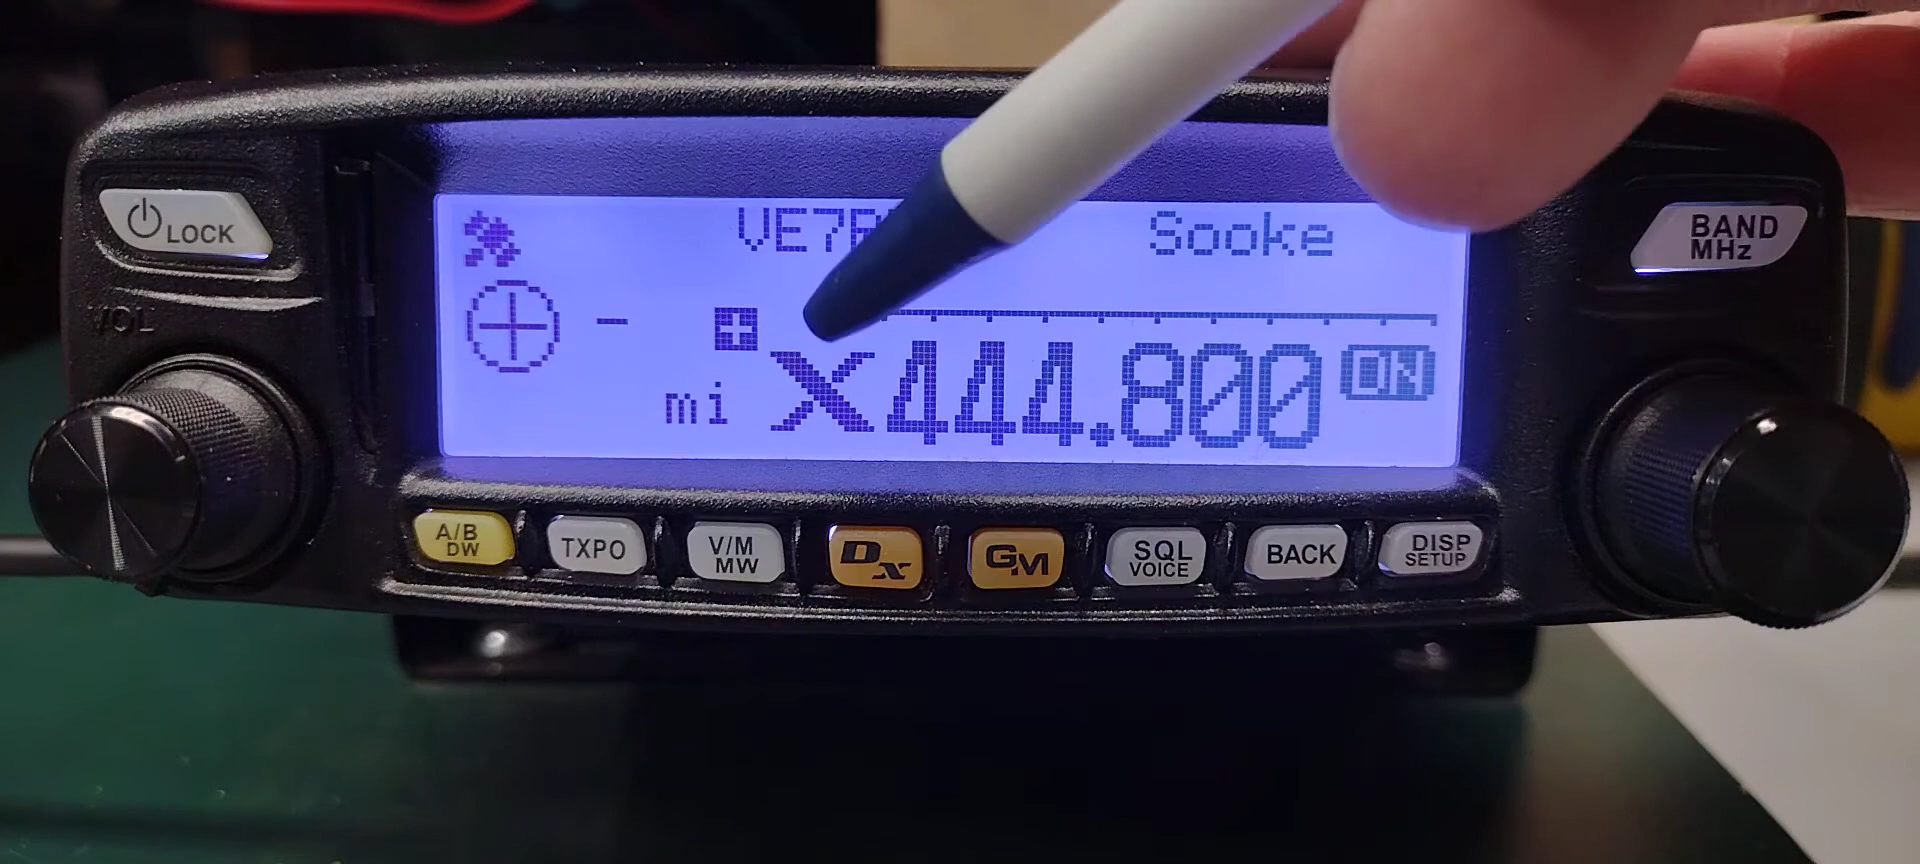 LOCK
BAND
MHz
VOL
Sooke
-
mi X444.800 DN
A/B
DW
TXPO
V/M
MW
DX
GM
SQL
VOICE
BACK
DISP
SETUP